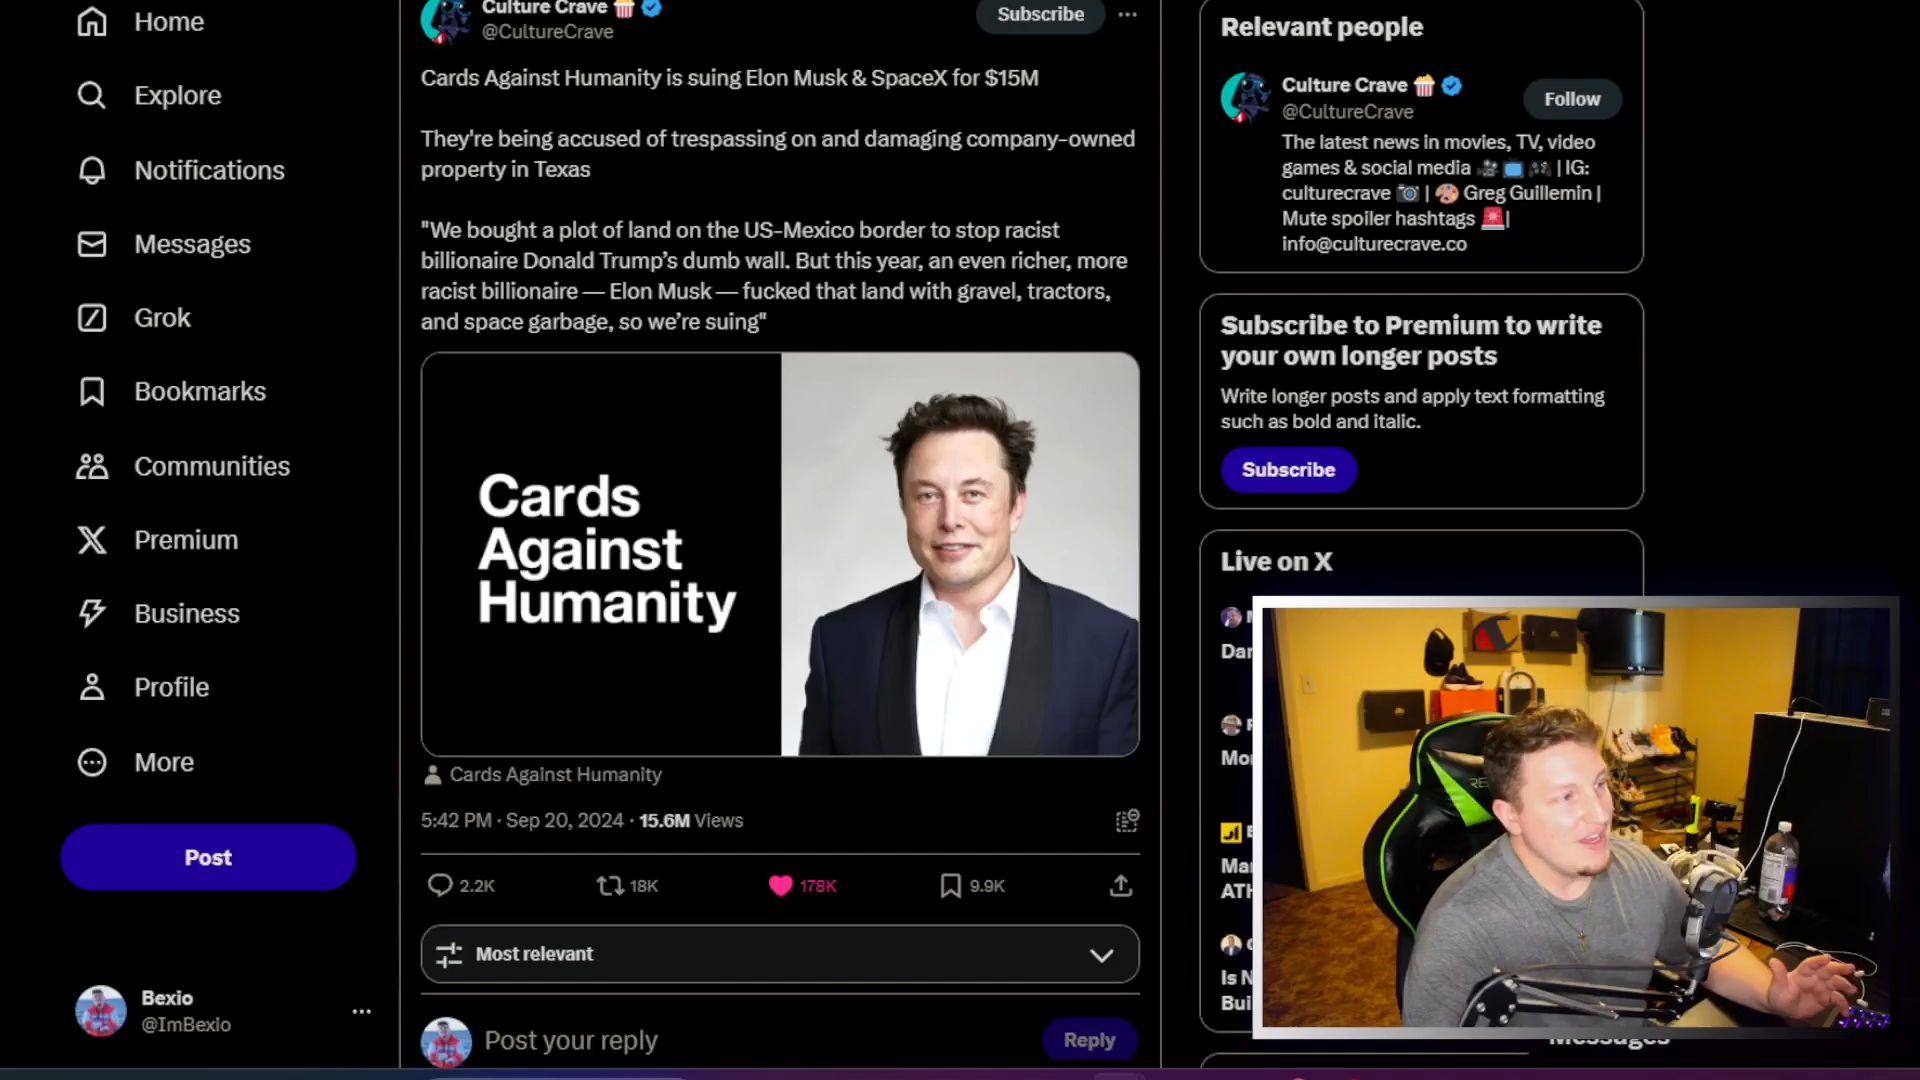 Home
Explore
Notifications
Messages
Grok
Bookmarks
Communities
Premium
Business
Profile
More
Post
Bexio
@ImBexio
Culture Crave
@CultureCrave
Subscribe
Cards Against Humanity is suing Elon Musk & SpaceX for $15M
They're being accused of trespassing on and damaging company-owned
property in Texas
"We bought a plot of land on the US-Mexico border to stop racist
billionaire Donald Trump’s dumb wall. But this year, an even richer, more
racist billionaire — Elon Musk — fucked that land with gravel, tractors,
and space garbage, so we’re suing"
Cards
Against
Humanity
Cards Against Humanity
5:42 PM · Sep 20, 2024 · 15.6M Views
2.2K
18K
178K
9.9K
Most relevant
Post your reply
Reply
Relevant people
Culture Crave
@CultureCrave
Follow
The latest news in movies, TV, video
games & social media | IG:
culturecrave | Greg Guillemin |
Mute spoiler hashtags |
info@culturecrave.co
Subscribe to Premium to write
your own longer posts
Write longer posts and apply text formatting
such as bold and italic.
Subscribe
Live on X
Messages